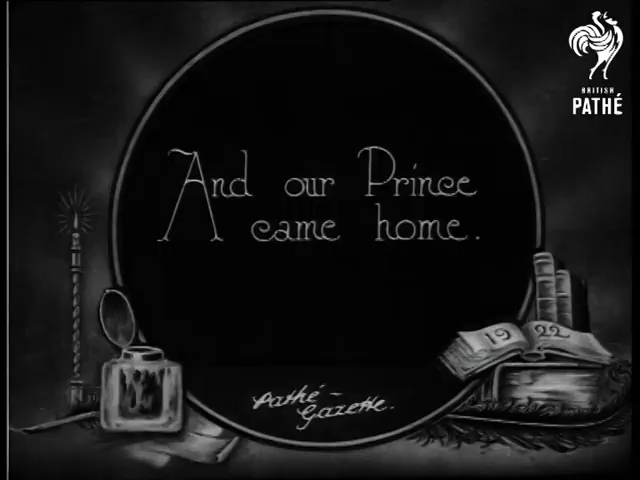 BRITISH
PATHÉ
And our Prince
came home.
19 22
Pathé -
Gazette.